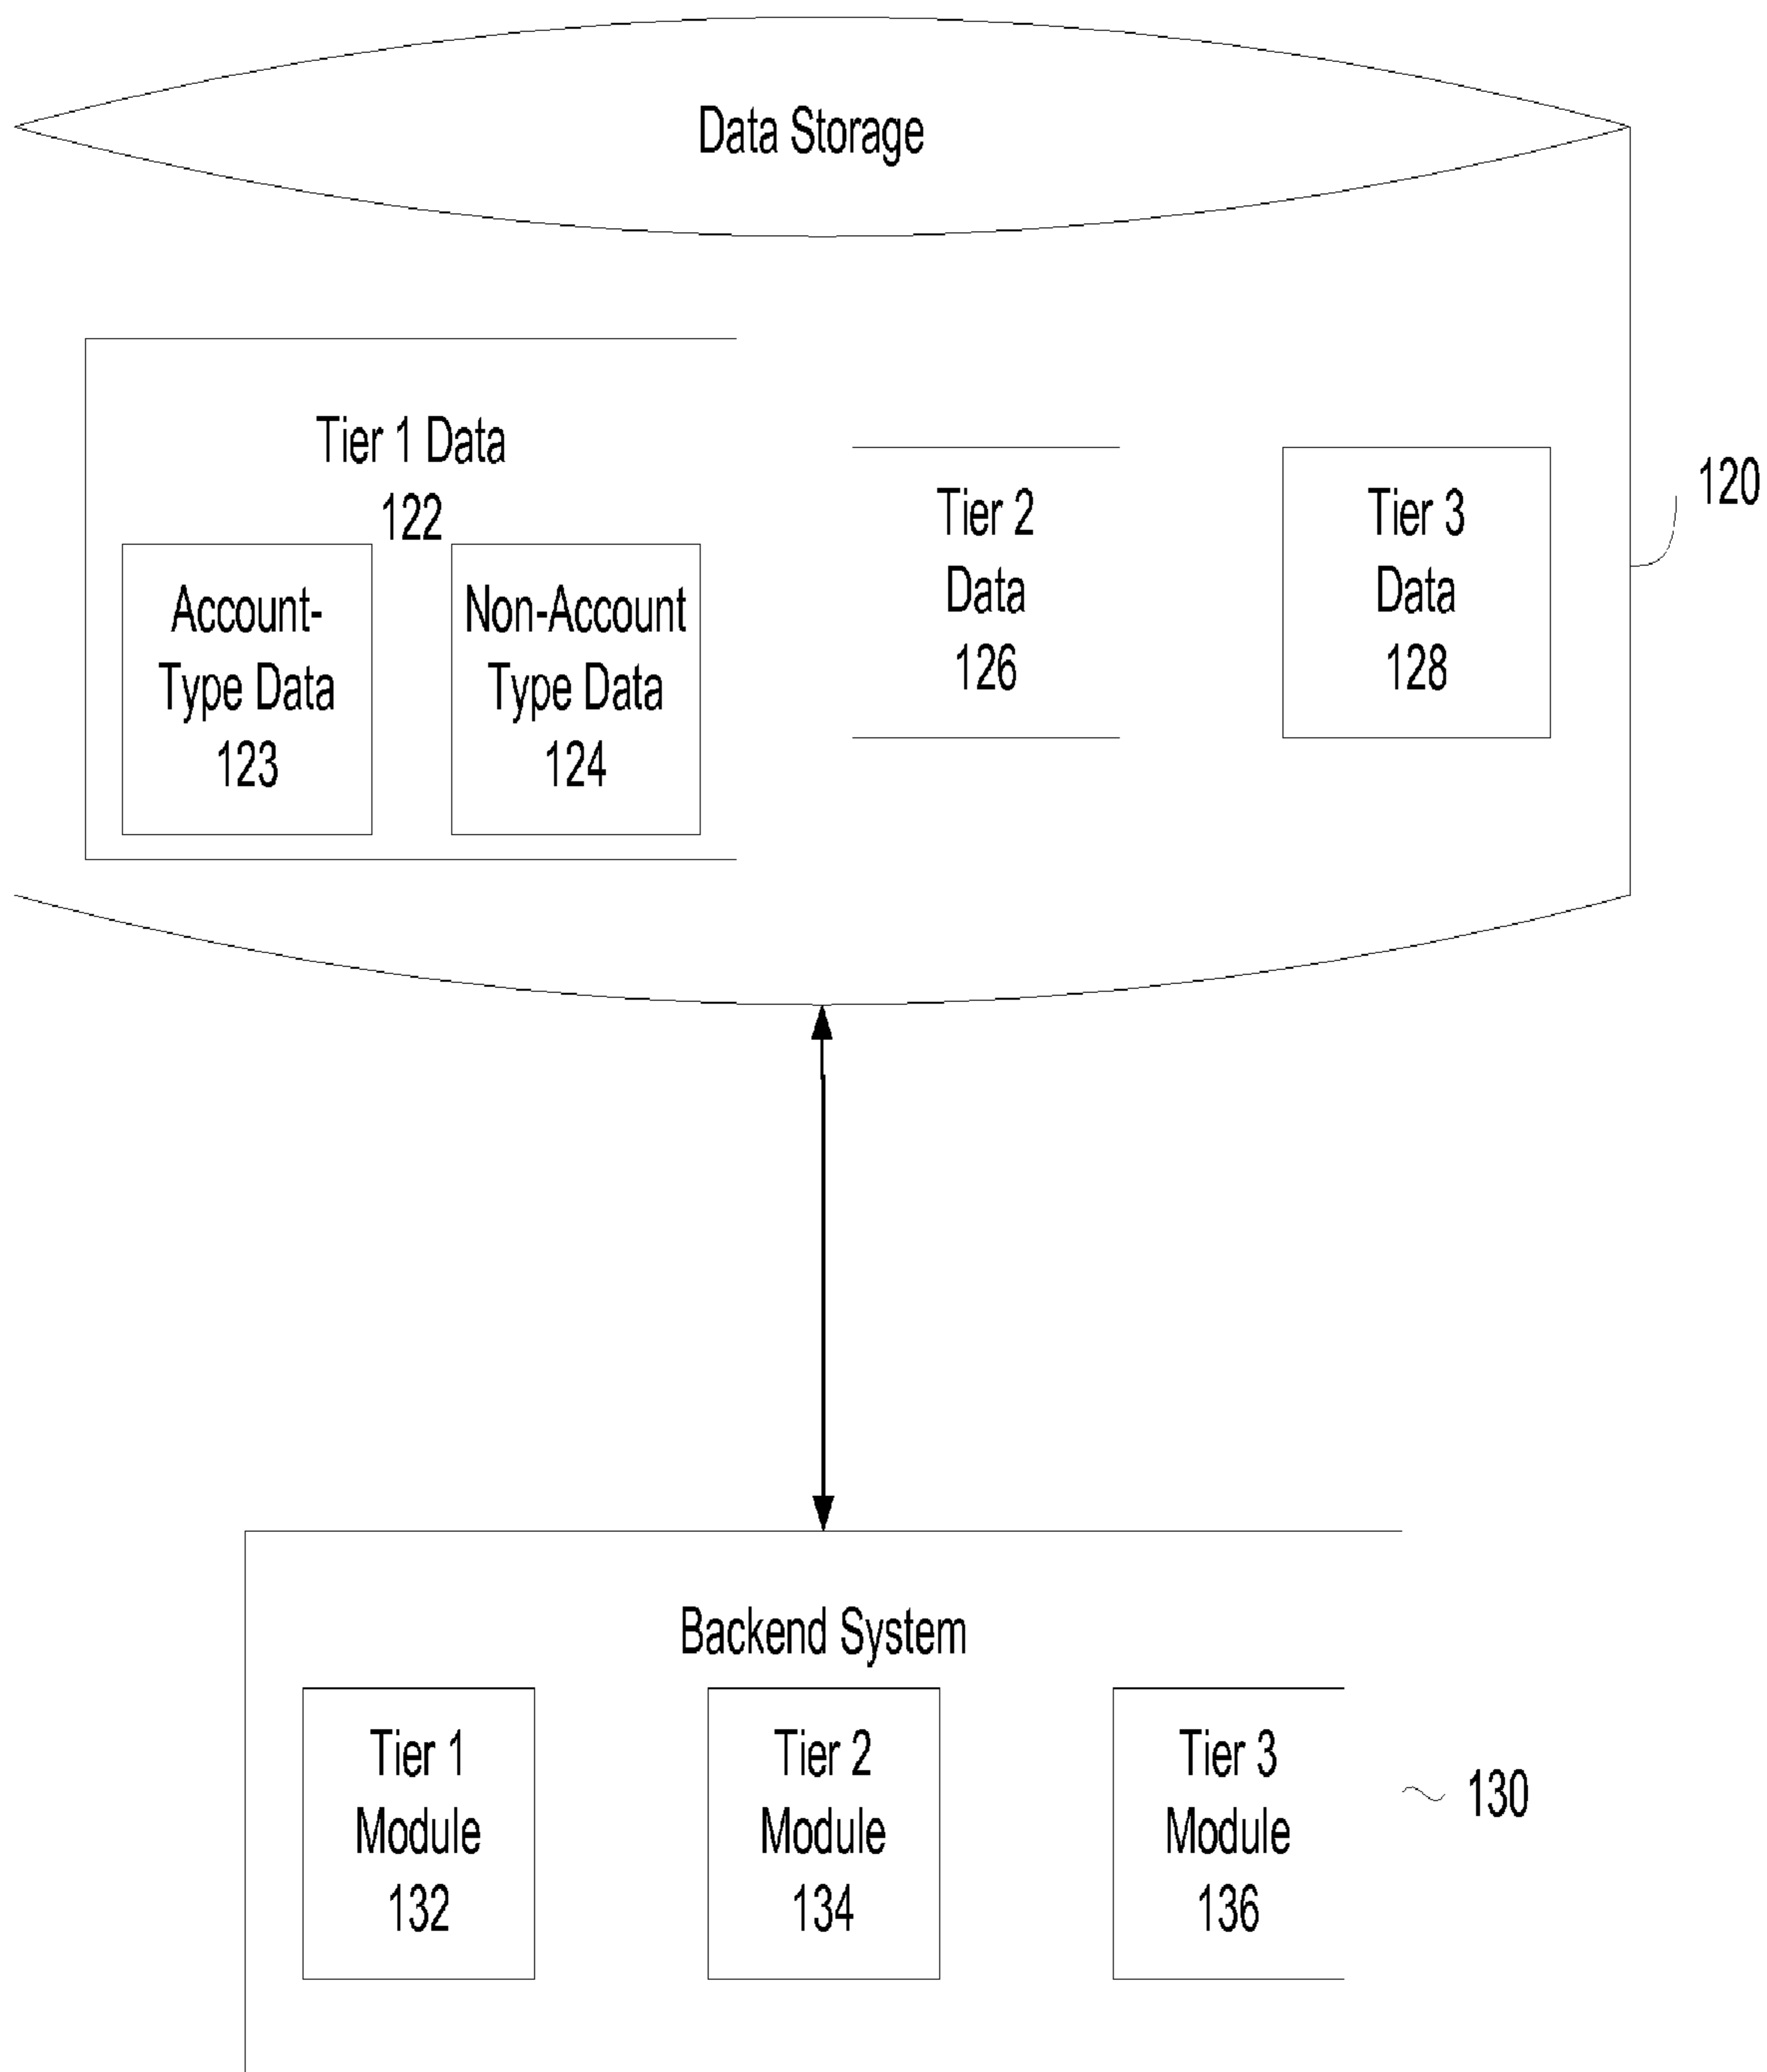 Data Storage
Tier 1 Data
122
Account-
Type Data
123
Non-Account
Type Data
124
Tier 2
Data
126
Tier 3
Data
128
120
Backend System
Tier 1
Module
132
Tier 2
Module
134
Tier 3
Module
136
130